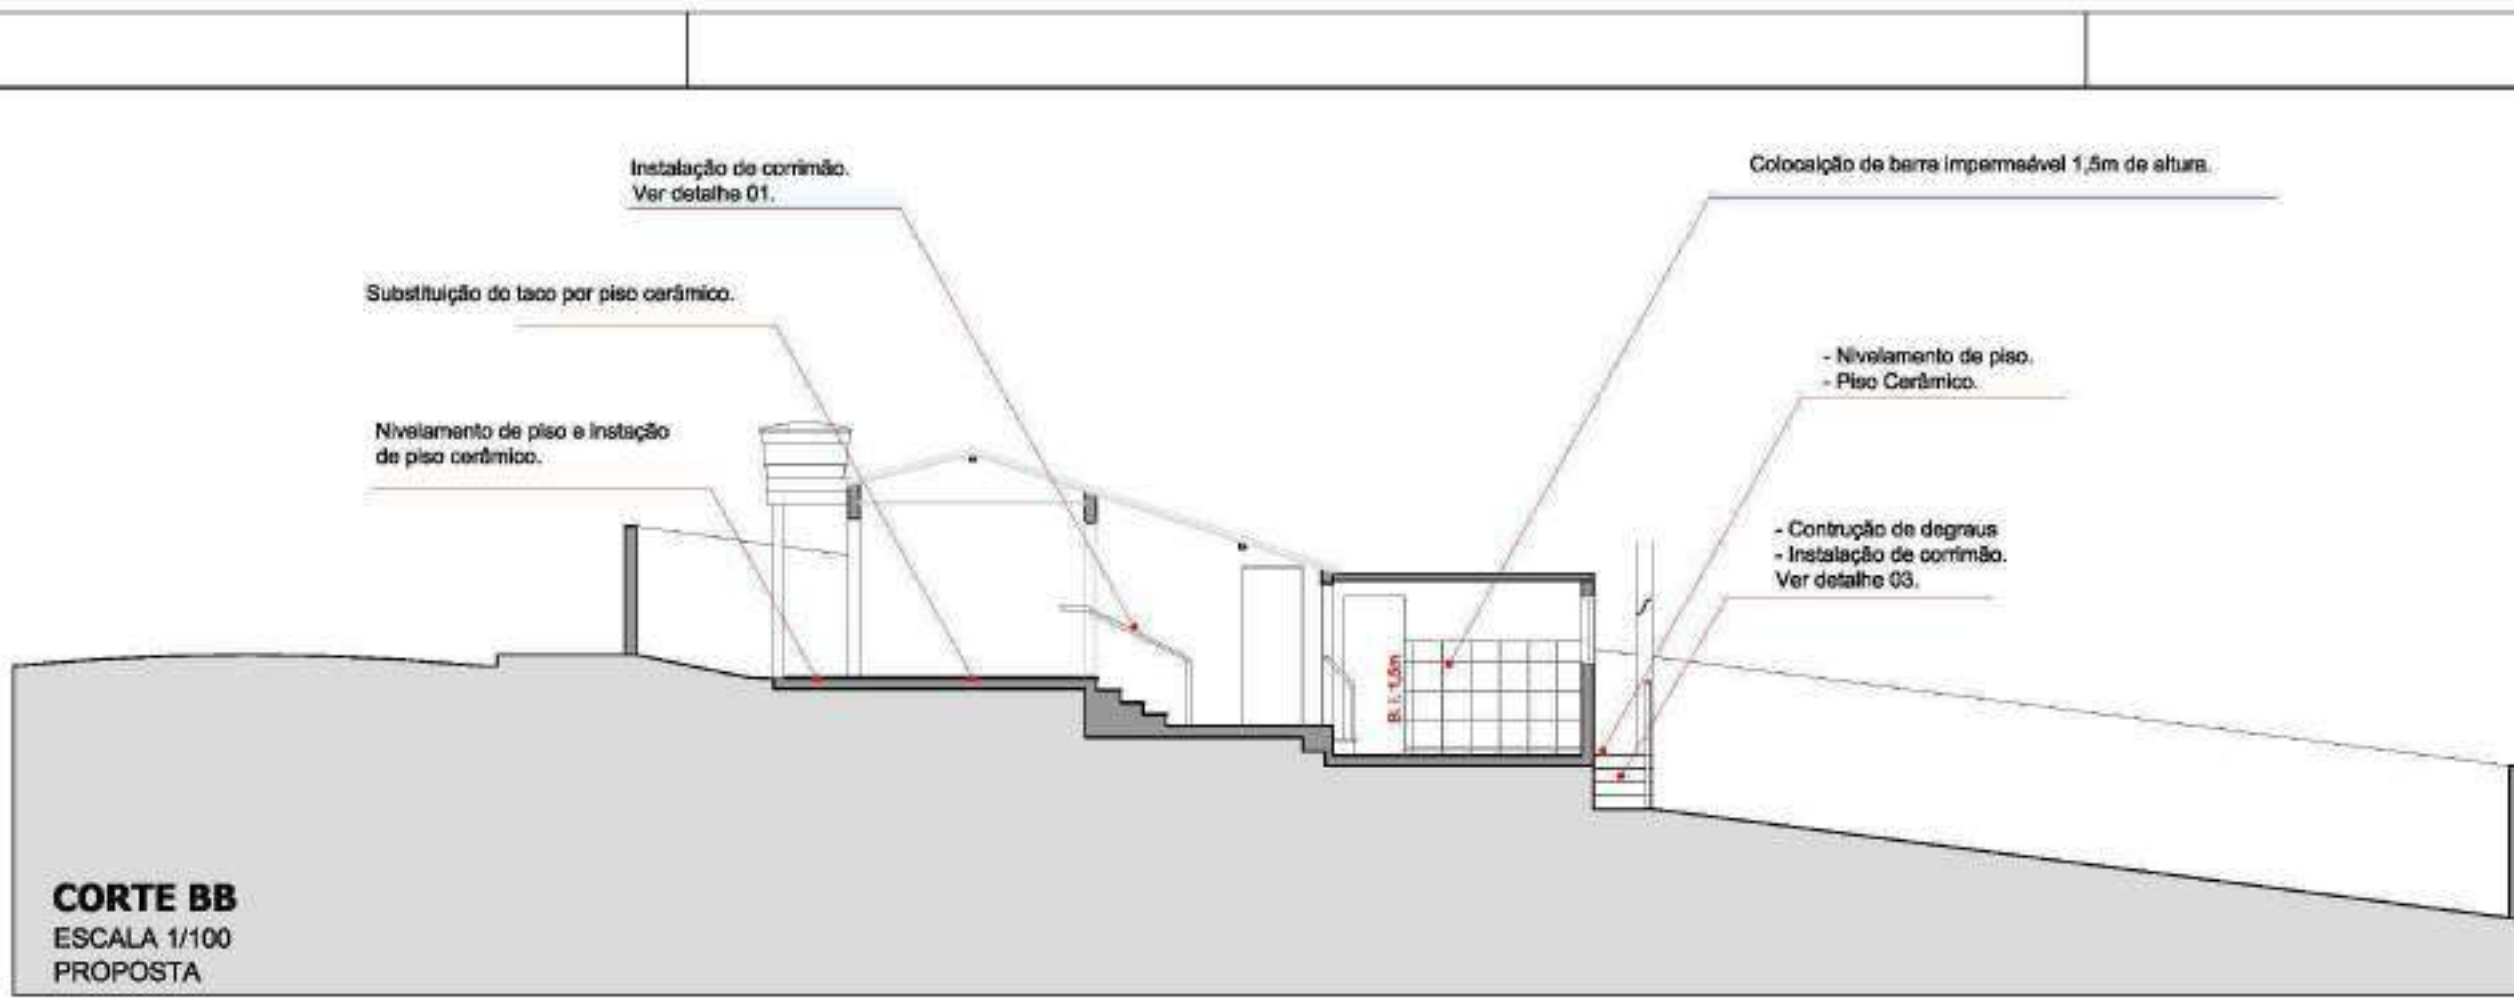 Instalação de corrimão.
Ver detalhe 01.
Colocaição de barra impermeável 1,5m de altura.
Substituição do taco por piso cerâmico.
- Nivelamento de piso.
- Piso Cerâmico.
Nivelamento de piso e instação
de piso cerâmico.
- Contrução de degraus
- Instalação de corrimão.
Ver detalhe 03.
B. i. 1,5m
CORTE BB
ESCALA 1/100
PROPOSTA